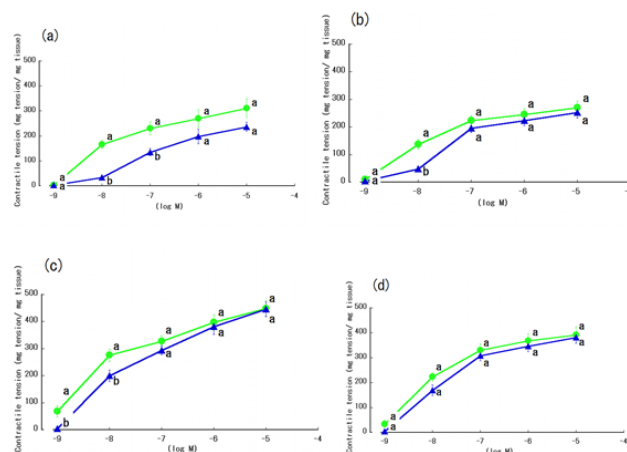 (a)
Contractile tension (mg tension/ mg tissue)
500
400
300
200
100
0
a
a
a
a
a
a
b
b
a
a
-9
-8
-7
-6
-5
-4
(log M)
(b)
Contractile tension (mg tension/ mg tissue)
500
400
300
200
100
0
a
a
a
a
a
a
b
a
a
a
-9
-8
-7
-6
-5
-4
(log M)
(c)
Contractile tension (mg tension/ mg tissue)
500
400
300
200
100
0
a
a
a
a
a
b
b
a
a
a
-9
-8
-7
-6
-5
-4
(log M)
(d)
Contractile tension (mg tension/ mg tissue)
500
400
300
200
100
0
a
a
a
a
a
a
a
a
a
a
-9
-8
-7
-6
-5
-4
(log M)